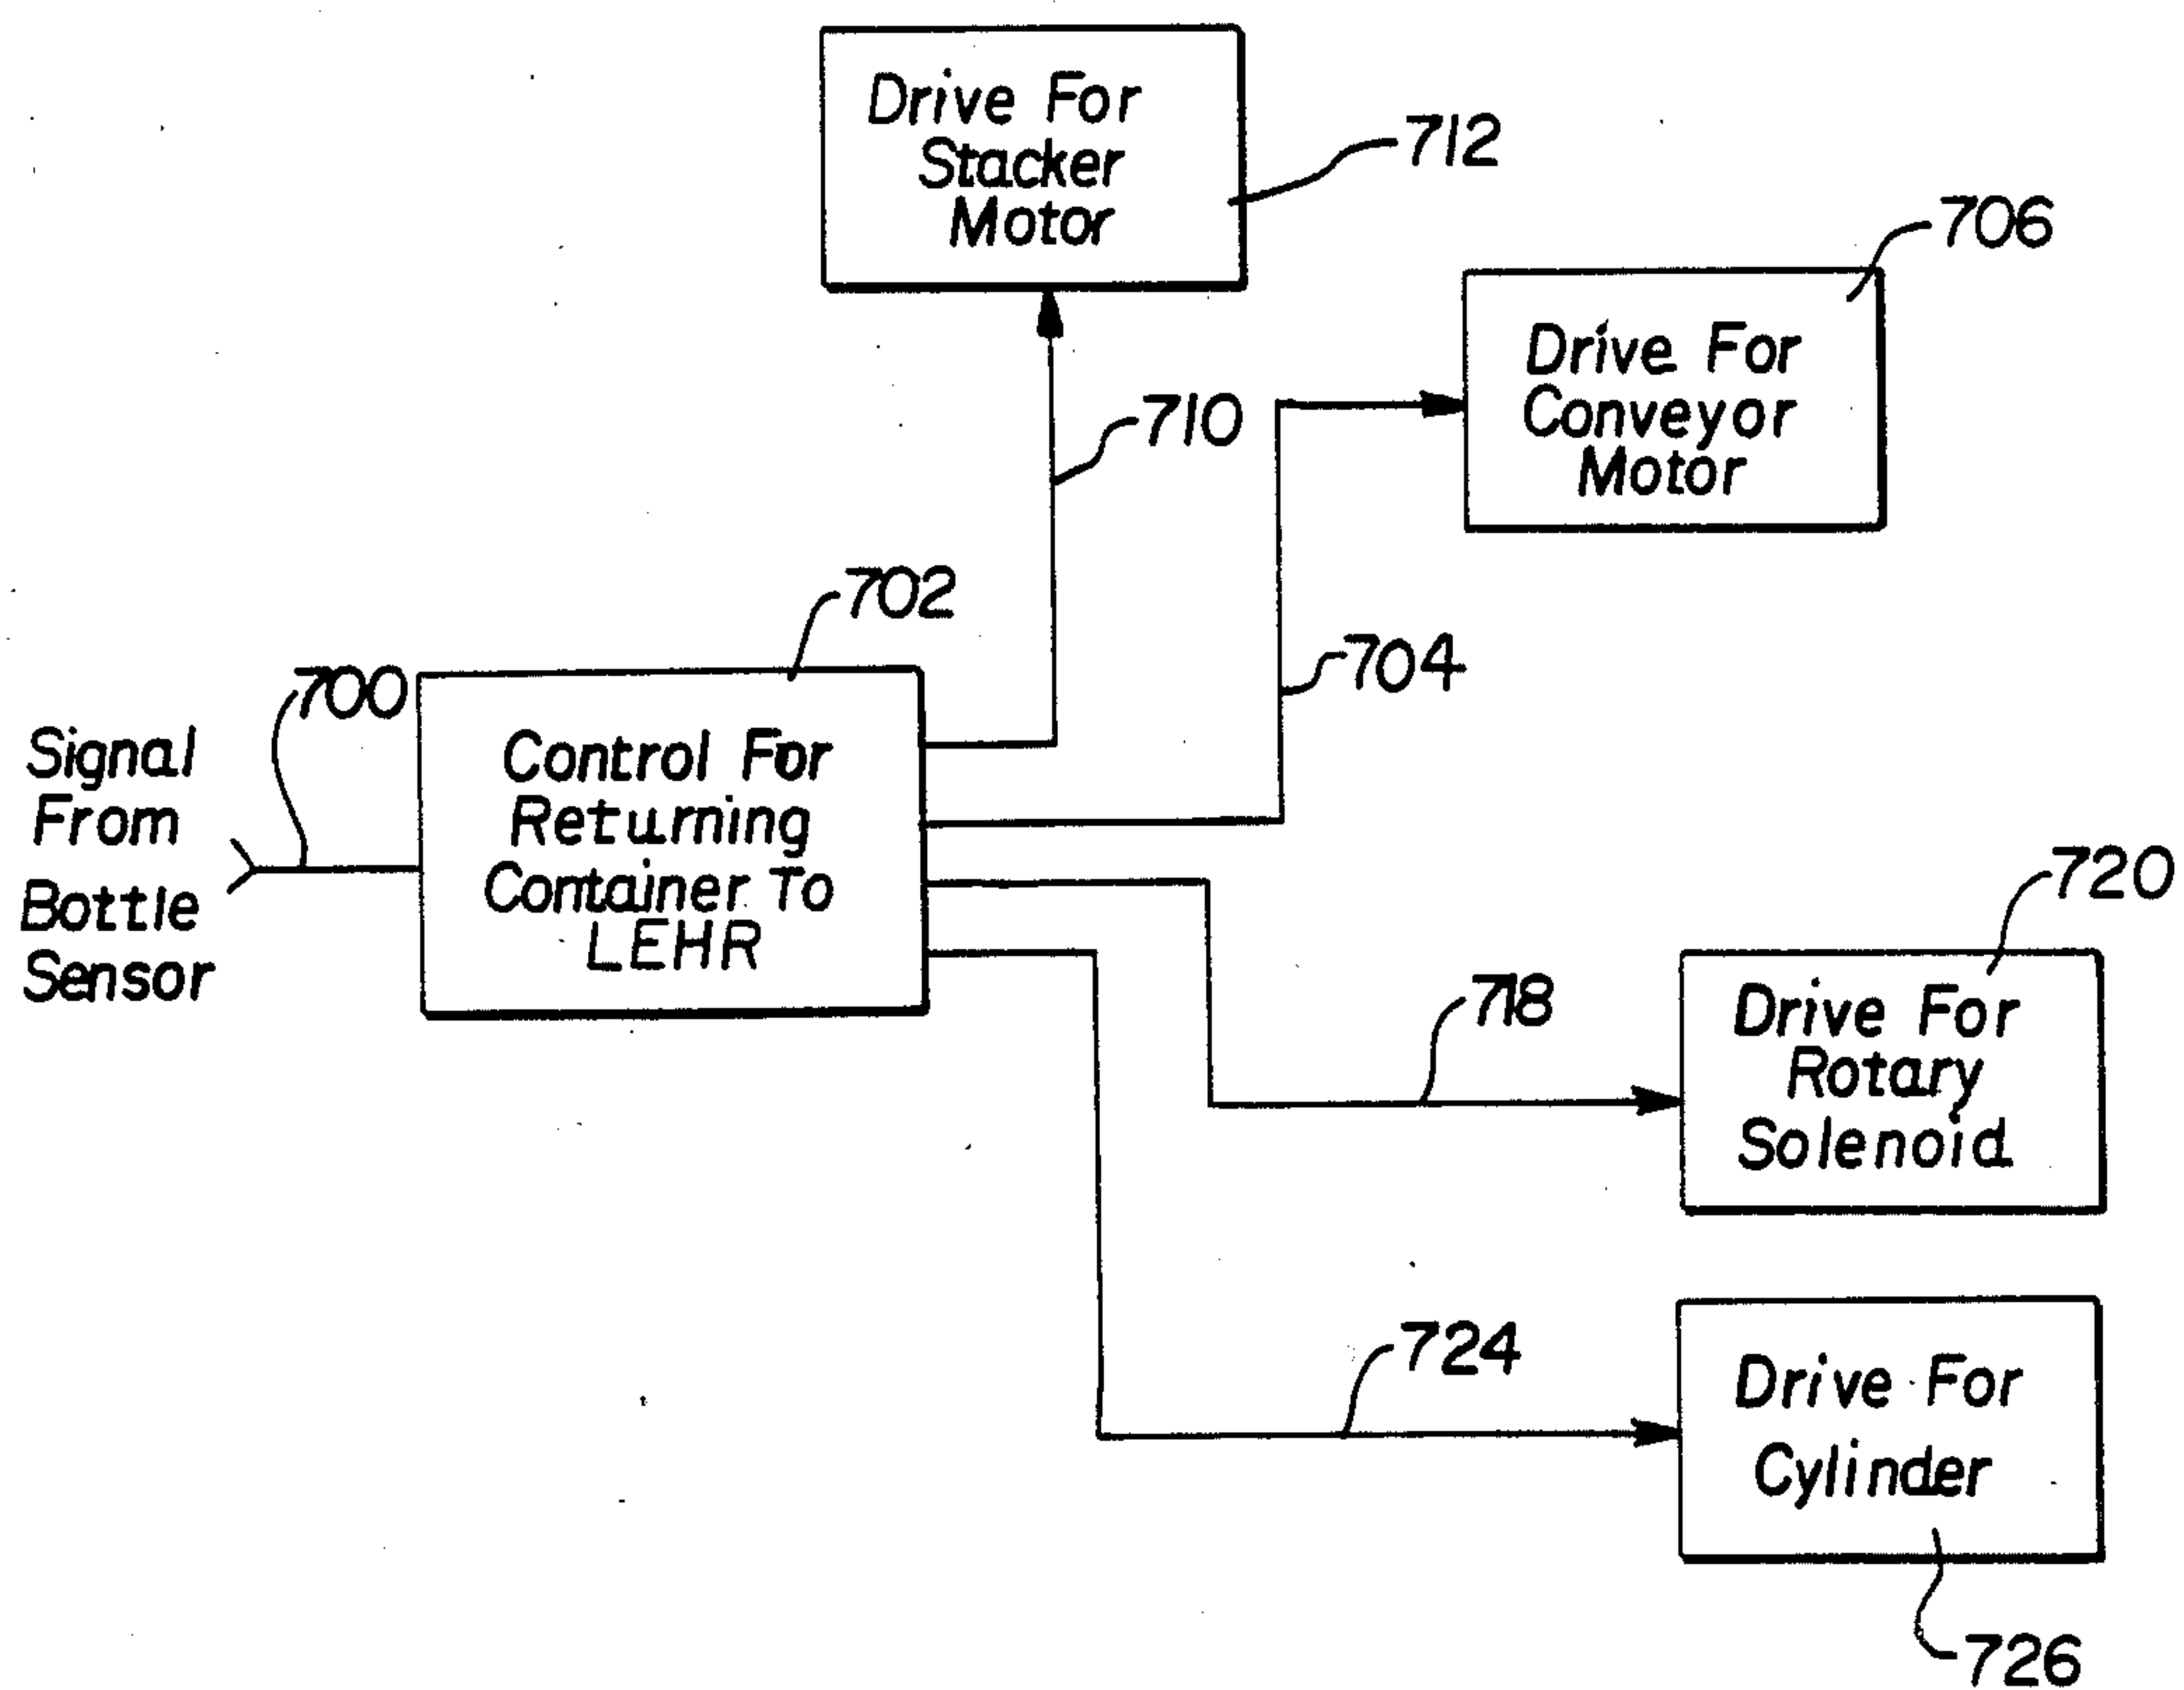 Drive For
Stacker
Motor
712
706
Drive For
Conveyor
Motor
710
702
704
700
Signal
From
Bottle
Sensor
Control For
Returning
Container To
LEHR
720
718
Drive For
Rotary
Solenoid
724
Drive For
Cylinder
726